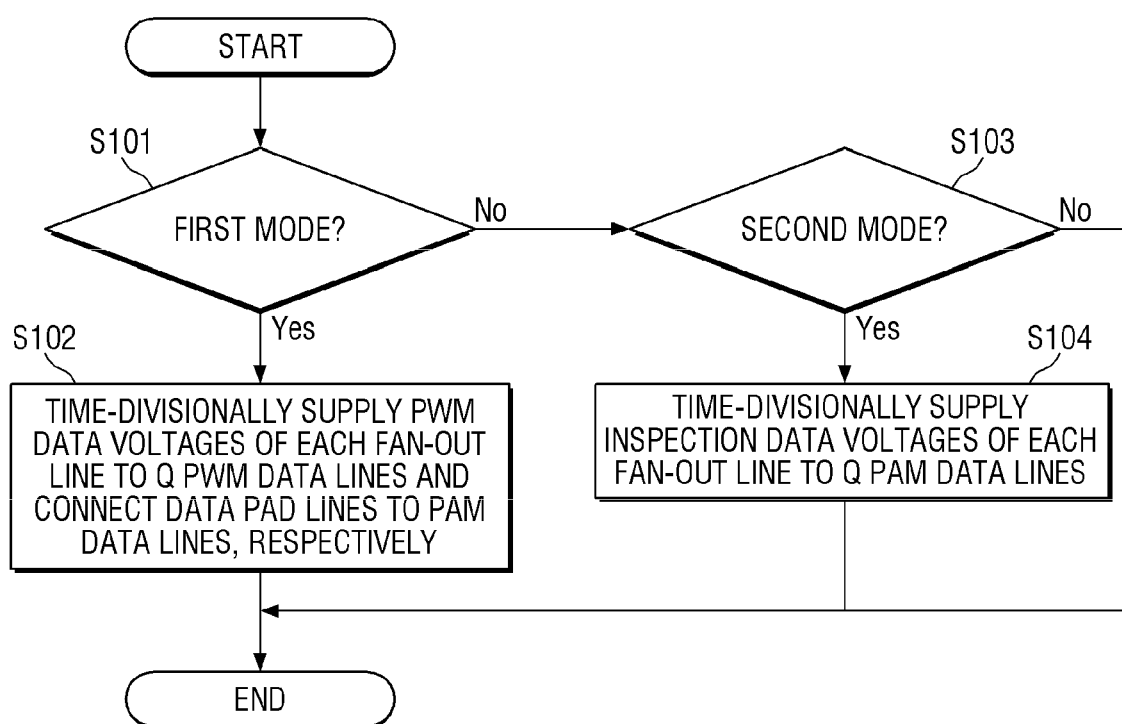 START
S101
FIRST MODE?
No
Yes
S103
SECOND MODE?
No
Yes
S102
TIME-DIVISIONALLY SUPPLY PWM
DATA VOLTAGES OF EACH FAN-OUT
LINE TO Q PWM DATA LINES AND
CONNECT DATA PAD LINES TO PAM
DATA LINES, RESPECTIVELY
S104
TIME-DIVISIONALLY SUPPLY
INSPECTION DATA VOLTAGES OF EACH
FAN-OUT LINE TO Q PAM DATA LINES
END